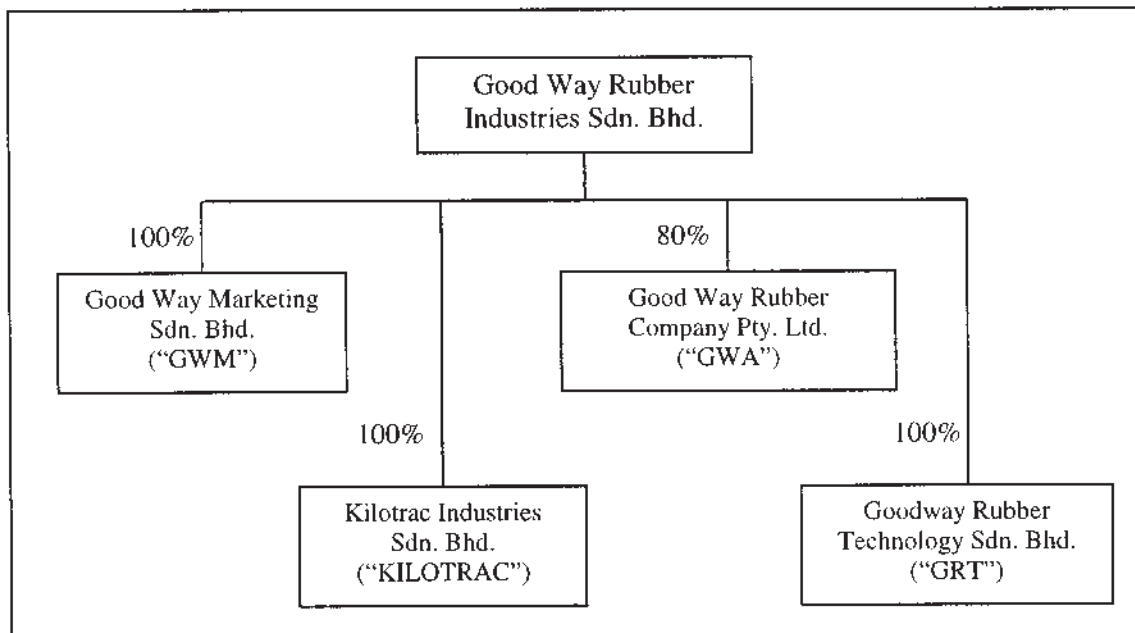 Good Way Rubber
Industries Sdn. Bhd.
100%
80%
Good Way Marketing
Sdn. Bhd.
(“GWM”)
Good Way Rubber
Company Pty. Ltd.
(“GWA”)
100%
100%
Kilotrac Industries
Sdn. Bhd.
(“KILOTRAC”)
Goodway Rubber
Technology Sdn. Bhd.
(“GRT”)